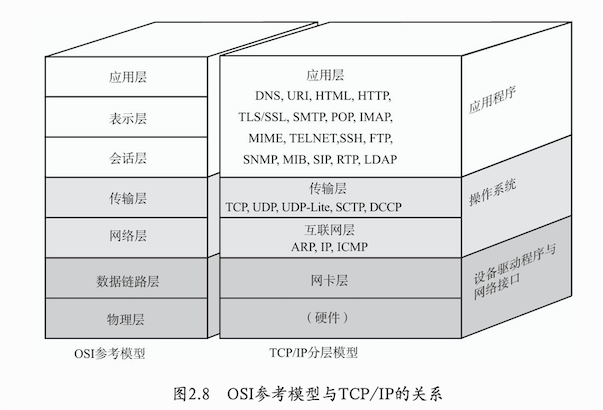 应用层
表示层
会话层
传输层
网络层
数据链路层
物理层
OSI参考模型
应用层
DNS, URI, HTML, HTTP,
TLS/SSL, SMTP, POP, IMAP,
MIME, TELNET,SSH, FTP,
SNMP, MIB, SIP, RTP, LDAP
传输层
TCP, UDP, UDP-Lite, SCTP, DCCP
互联网层
ARP, IP, ICMP
网卡层
（硬件）
TCP/IP分层模型
应用程序
操作系统
设备驱动程序与
网络接口
图2.8 OSI参考模型与TCP/IP的关系